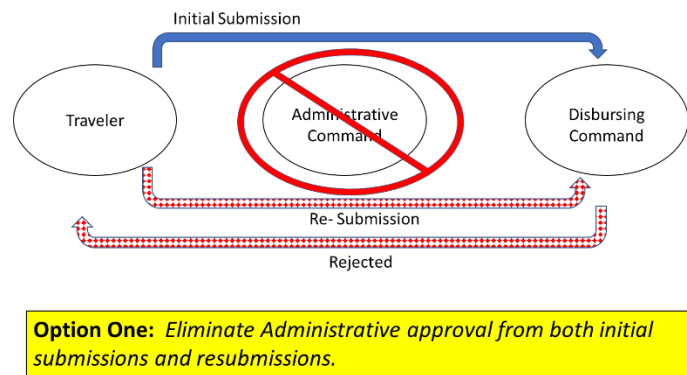 Initial Submission
Traveler
Administrative
Command
Disbursing
Command
Re- Submission
Rejected
Option One: Eliminate Administrative approval from both initial
submissions and resubmissions.